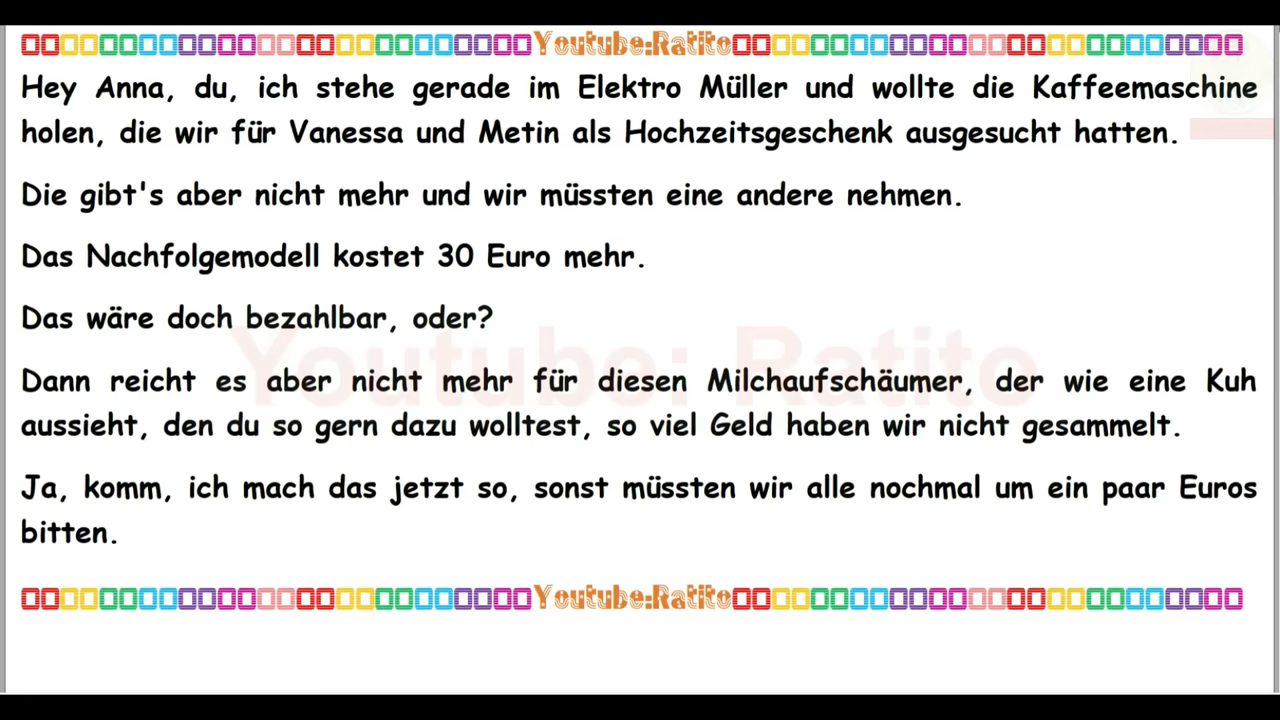 Youtube:Ratito
Hey Anna, du, ich stehe gerade im Elektro Müller und wollte die Kaffeemaschine
holen, die wir für Vanessa und Metin als Hochzeitsgeschenk ausgesucht hatten.
Die gibt's aber nicht mehr und wir müssten eine andere nehmen.
Das Nachfolgemodell kostet 30 Euro mehr.
Das wäre doch bezahlbar, oder?
Youtube: Ratito
Dann reicht es aber nicht mehr für diesen Milchaufschäumer, der wie eine Kuh
aussieht, den du so gern dazu wolltest, so viel Geld haben wir nicht gesammelt.
Ja, komm, ich mach das jetzt so, sonst müssten wir alle nochmal um ein paar Euros
bitten.
Youtube:Ratito